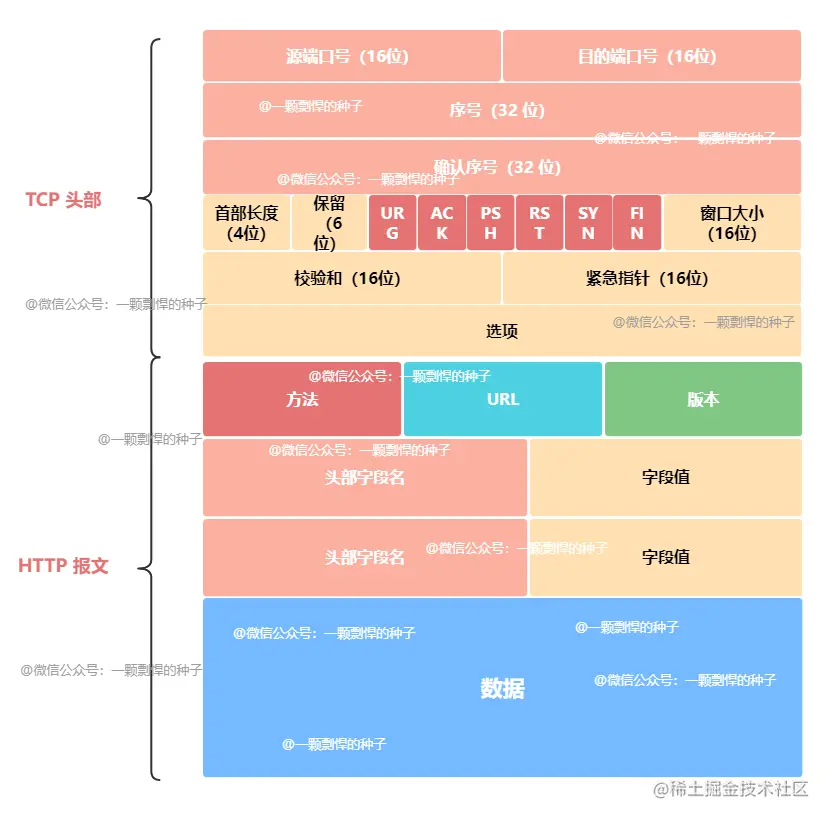 源端口号（16位）
目的端口号（16位）
@一颗剽悍的种子
序号（32 位）
@微信公众号：一颗剽悍的种子
确认序号（32 位）
@微信公众号：一颗剽悍的种子
TCP 头部
首部长度
（4位）
保留
（6
位）
UR
G
AC
K
PS
H
RS
T
SY
N
FI
N
窗口大小
（16位）
校验和（16位）
紧急指针（16位）
@微信公众号：一颗剽悍的种子
选项
@微信公众号：一颗剽悍的种子
@微信公众号：一颗剽悍的种子
方法
URL
版本
@一颗剽悍的种子
@微信公众号：一颗剽悍的种子
头部字段名
字段值
头部字段名
@微信公众号：一颗剽悍的种子
字段值
HTTP 报文
@微信公众号：一颗剽悍的种子
@一颗剽悍的种子
@微信公众号：一颗剽悍的种子
数据
@微信公众号：一颗剽悍的种子
@一颗剽悍的种子
@稀土掘金技术社区